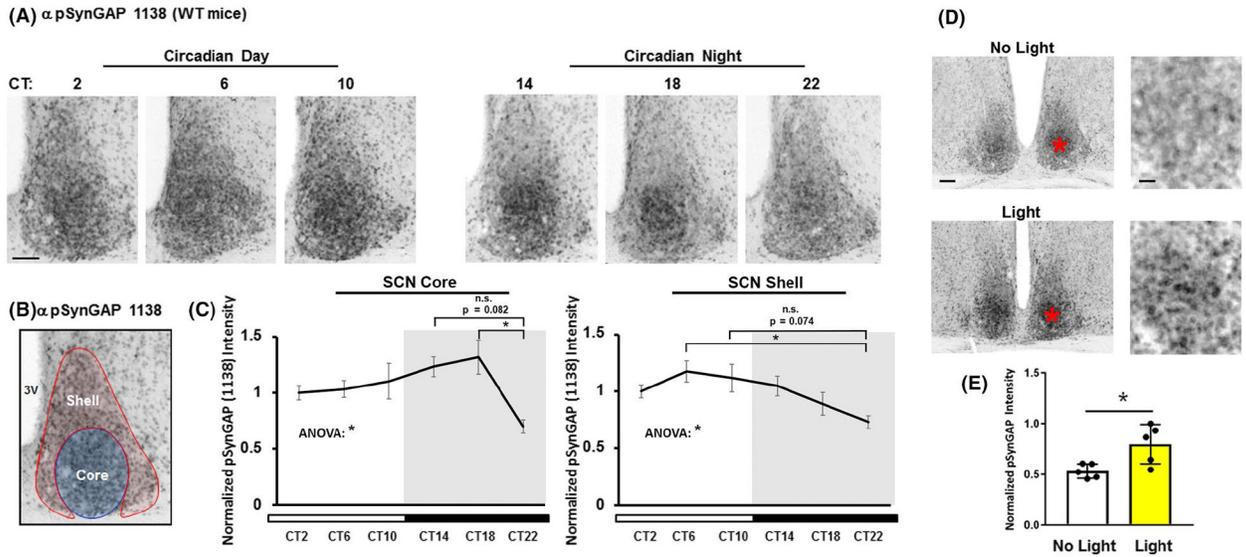 (A) α pSynGAP 1138 (WT mice)
Circadian Day
Circadian Night
CT: 2 6 10 14 18 22
(B) α pSynGAP 1138
3V
Shell
Core
(C)
SCN Core
Normalized pSynGAP (1138) Intensity
1.5
1
0.5
0
n.s.
p = 0.082
*
ANOVA: *
CT2 CT6 CT10 CT14 CT18 CT22
SCN Shell
Normalized pSynGAP (1138) Intensity
1.5
1
0.5
0
n.s.
p = 0.074
*
ANOVA: *
CT2 CT6 CT10 CT14 CT18 CT22
(D)
No Light
*
Light
*
(E)
Normalized pSynGAP Intensity
1.5
1.0
0.5
0.0
*
No Light Light